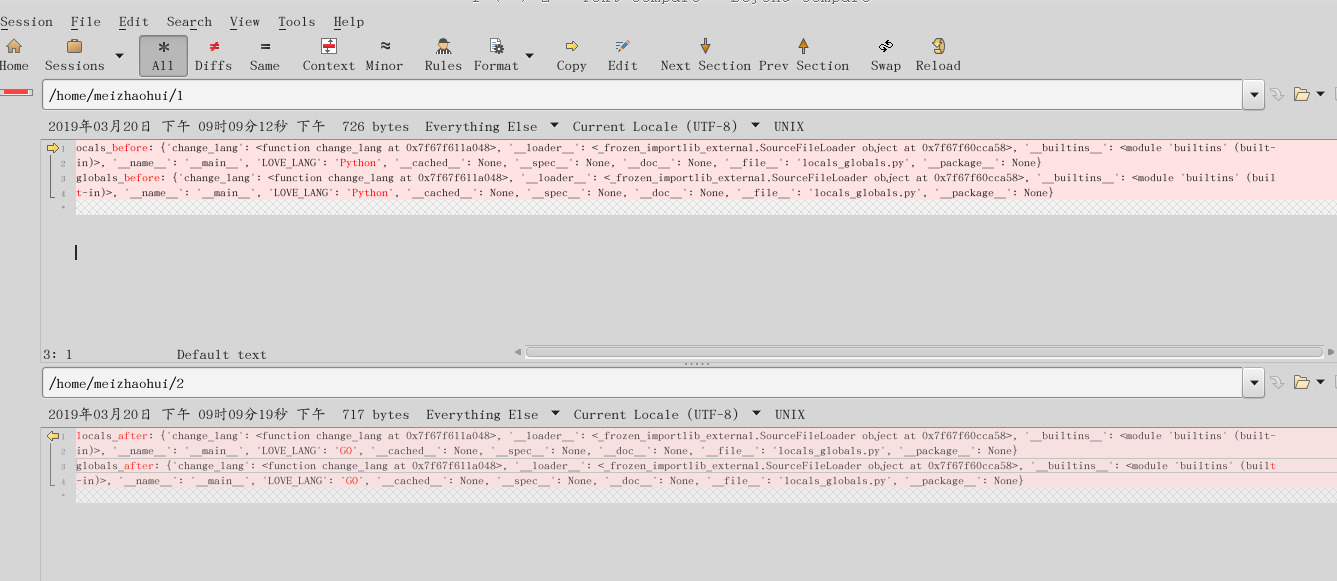 Session File Edit Search View Tools Help
Home Sessions * All ≠ Diffs = Same Context ≈ Minor Rules Format Copy Edit Next Section Prev Section Swap Reload
/home/meizhaohui/1
2019年03月20日 下午 09时09分12秒 下午 726 bytes Everything Else Current Locale (UTF-8) UNIX
1 ocals_before: {'change_lang': <function change_lang at 0x7f67f611a048>, '__loader__': <_frozen_importlib_external.SourceFileLoader object at 0x7f67f60cca58>, '__builtins__': <module 'builtins' (built-
2 in)>, '__name__': '__main__', 'LOVE_LANG': 'Python', '__cached__': None, '__spec__': None, '__doc__': None, '__file__': 'locals_globals.py', '__package__': None}
3 globals_before: {'change_lang': <function change_lang at 0x7f67f611a048>, '__loader__': <_frozen_importlib_external.SourceFileLoader object at 0x7f67f60cca58>, '__builtins__': <module 'builtins' (buil
4 t-in)>, '__name__': '__main__', 'LOVE_LANG': 'Python', '__cached__': None, '__spec__': None, '__doc__': None, '__file__': 'locals_globals.py', '__package__': None}
3: 1 Default text
/home/meizhaohui/2
2019年03月20日 下午 09时09分19秒 下午 717 bytes Everything Else Current Locale (UTF-8) UNIX
1 locals_after: {'change_lang': <function change_lang at 0x7f67f611a048>, '__loader__': <_frozen_importlib_external.SourceFileLoader object at 0x7f67f60cca58>, '__builtins__': <module 'builtins' (built-
2 in)>, '__name__': '__main__', 'LOVE_LANG': 'GO', '__cached__': None, '__spec__': None, '__doc__': None, '__file__': 'locals_globals.py', '__package__': None}
3 globals_after: {'change_lang': <function change_lang at 0x7f67f611a048>, '__loader__': <_frozen_importlib_external.SourceFileLoader object at 0x7f67f60cca58>, '__builtins__': <module 'builtins' (built
4 -in)>, '__name__': '__main__', 'LOVE_LANG': 'GO', '__cached__': None, '__spec__': None, '__doc__': None, '__file__': 'locals_globals.py', '__package__': None}